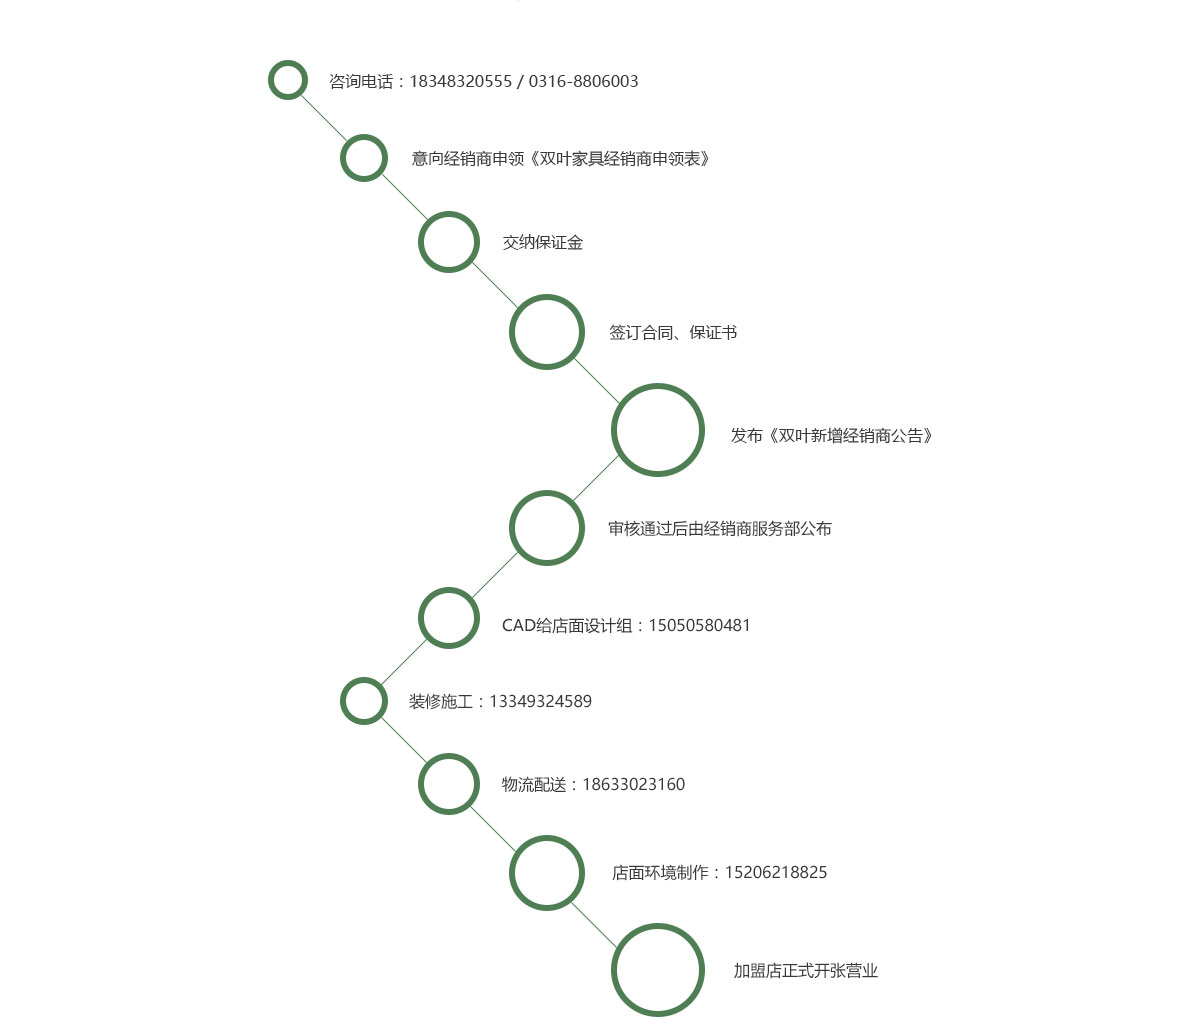 咨询电话：18348320555 / 0316-8806003
意向经销商申领《双叶家具经销商申领表》
交纳保证金
签订合同、保证书
发布《双叶新增经销商公告》
审核通过后由经销商服务部公布
CAD给店面设计组：15050580481
装修施工：13349324589
物流配送：18633023160
店面环境制作：15206218825
加盟店正式开张营业